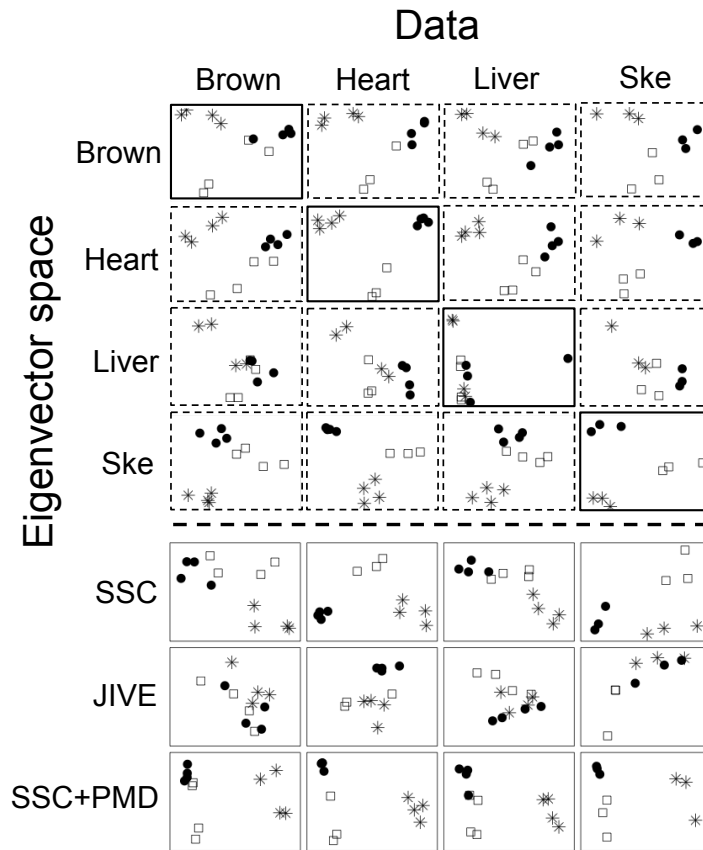 Data
Brown Heart Liver Ske
Eigenvector space
Brown
Heart
Liver
Ske
SSC
JIVE
SSC+PMD